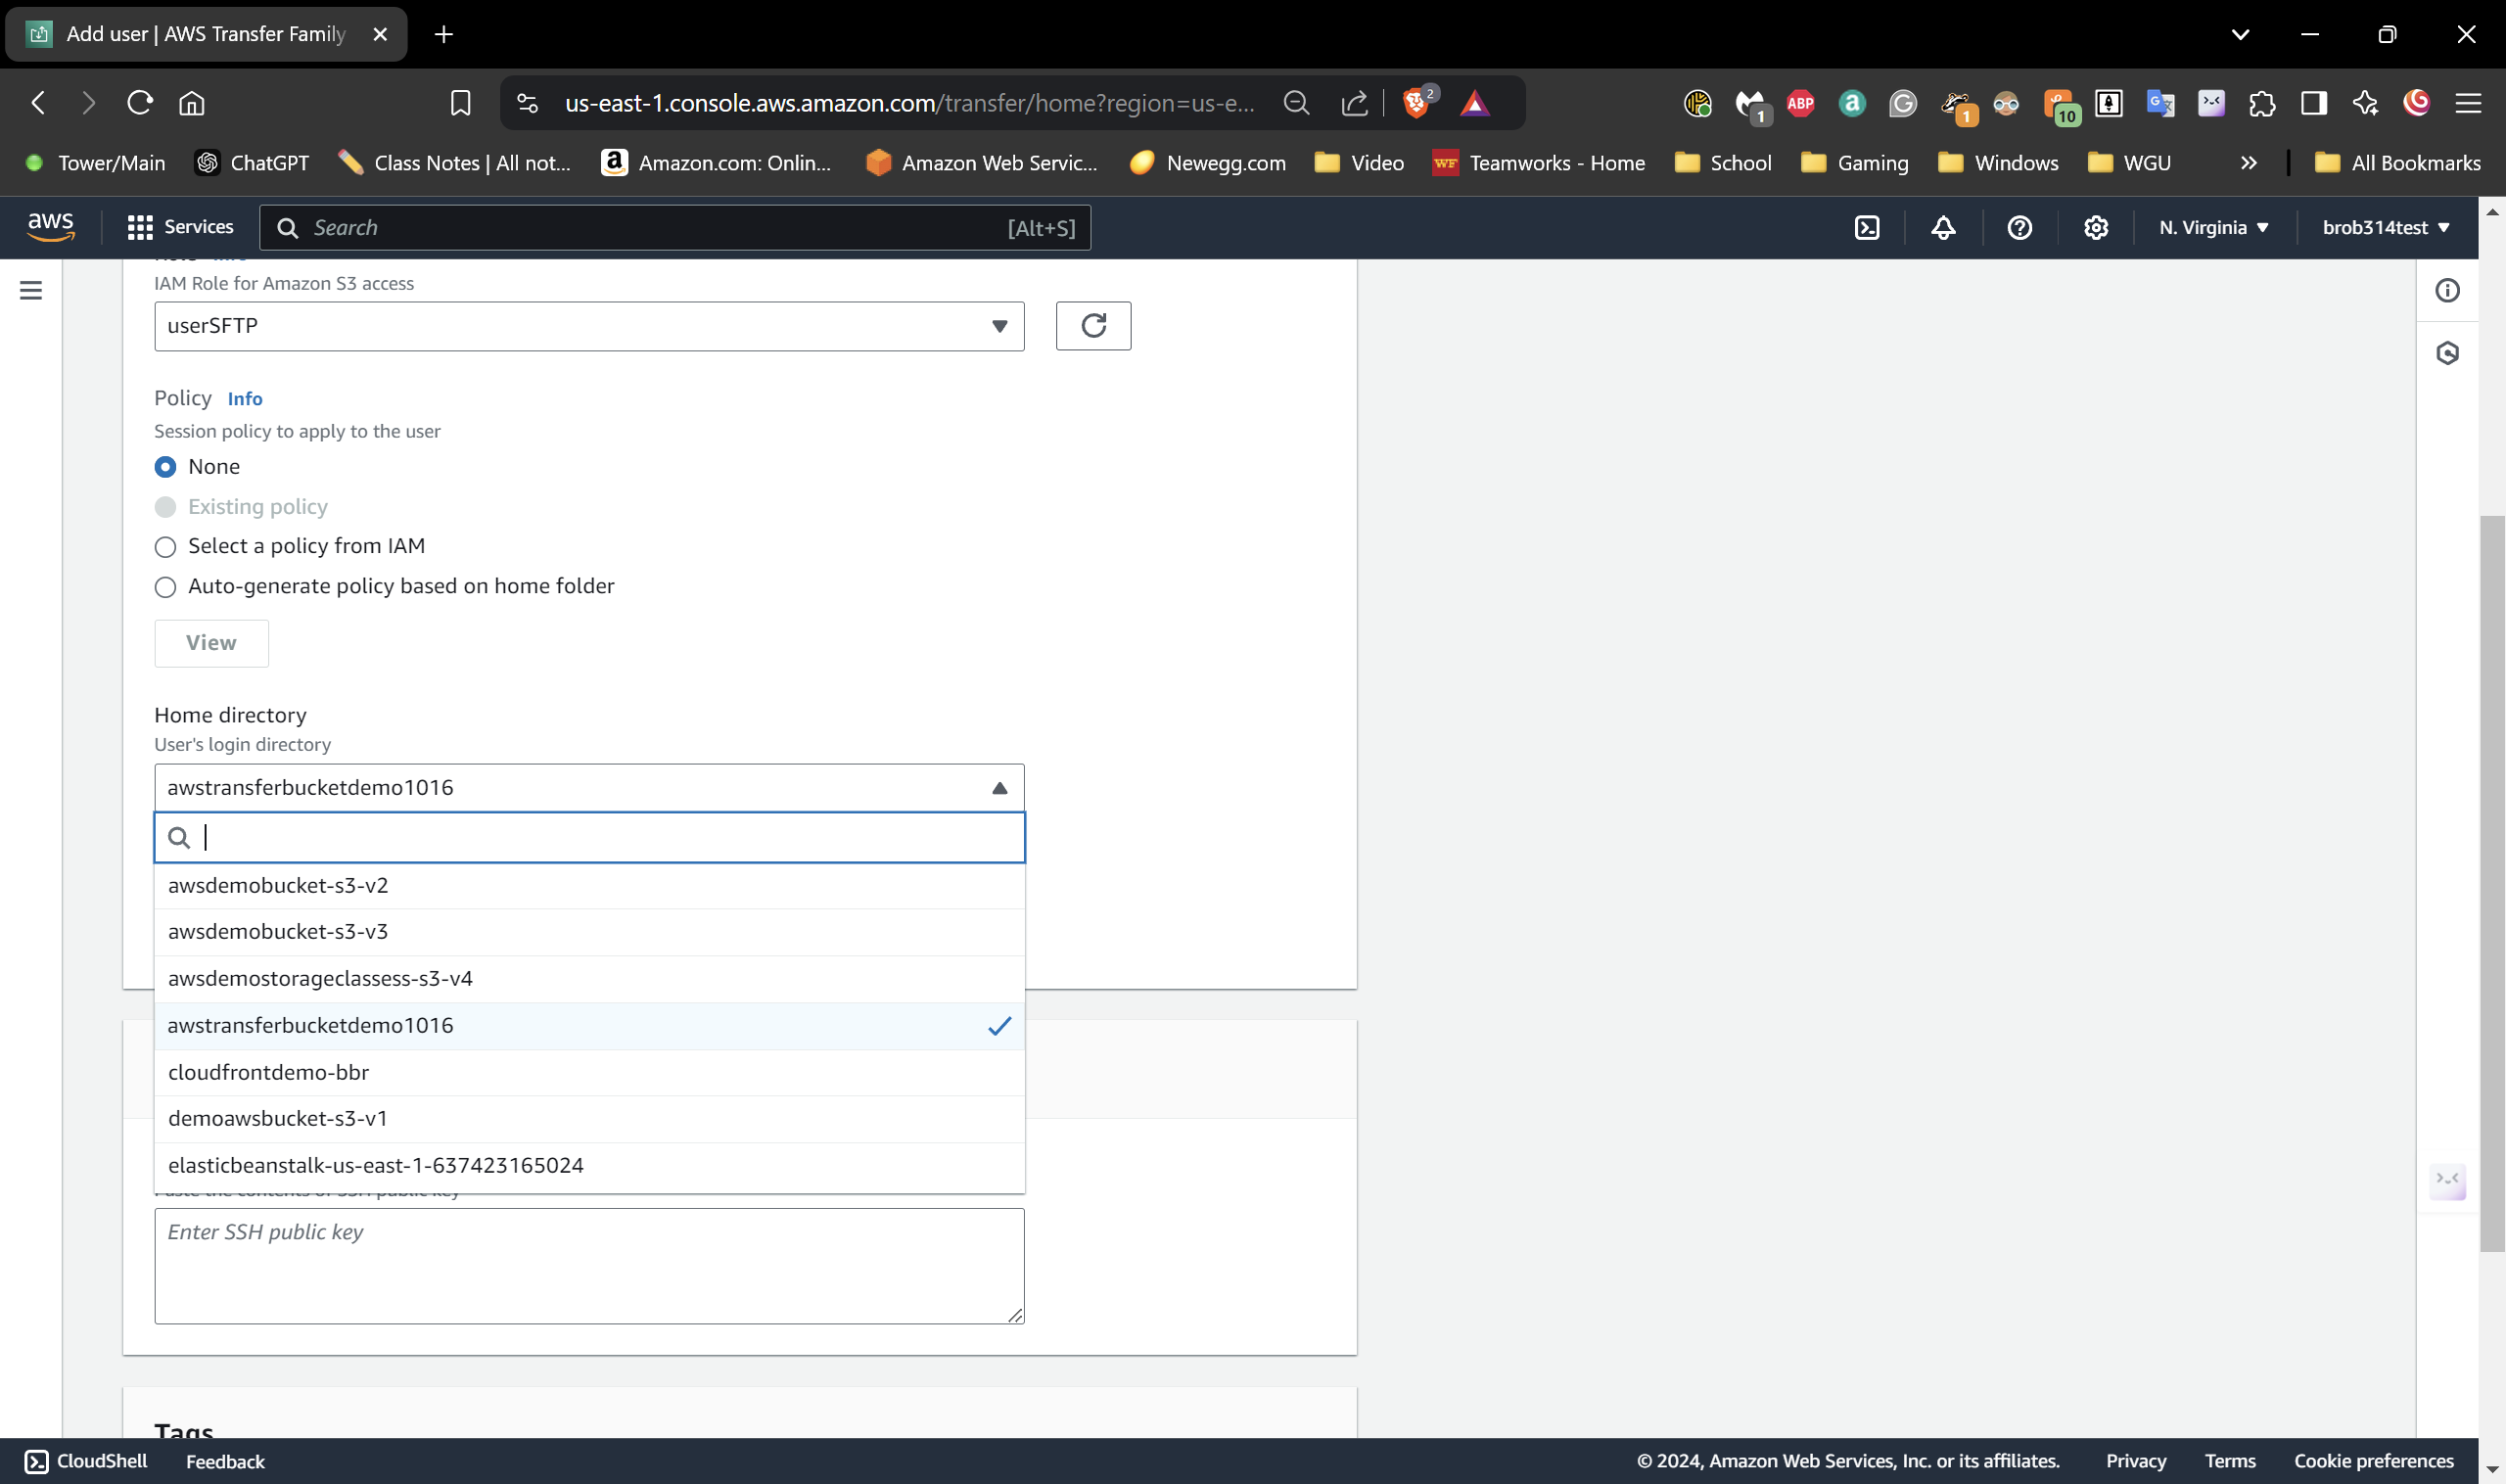 Add user | AWS Transfer Family
us-east-1.console.aws.amazon.com/transfer/home?region=us-e...
2
1
ABP
a
1
10
Tower/Main
ChatGPT
Class Notes | All not...
Amazon.com: Onlin...
Amazon Web Servic...
Newegg.com
Video
WF Teamworks - Home
School
Gaming
Windows
WGU
All Bookmarks
aws
Services
Search
[Alt+S]
N. Virginia
brob314test
IAM Role for Amazon S3 access
userSFTP
Policy Info
Session policy to apply to the user
None
Existing policy
Select a policy from IAM
Auto-generate policy based on home folder
View
Home directory
User's login directory
awstransferbucketdemo1016
awsdemobucket-s3-v2
awsdemobucket-s3-v3
awsdemostorageclassess-s3-v4
awstransferbucketdemo1016
cloudfrontdemo-bbr
demoawsbucket-s3-v1
elasticbeanstalk-us-east-1-637423165024
Enter SSH public key
Tags
CloudShell
Feedback
© 2024, Amazon Web Services, Inc. or its affiliates.
Privacy
Terms
Cookie preferences